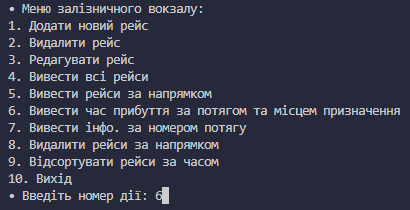 • Меню залізничного вокзалу:
1. Додати новий рейс
2. Видалити рейс
3. Редагувати рейс
4. Вивести всі рейси
5. Вивести рейси за напрямком
6. Вивести час прибуття за потягом та місцем призначення
7. Вивести інфо. за номером потягу
8. Видалити рейси за напрямком
9. Відсортувати рейси за часом
10. Вихід
• Введіть номер дії: 6